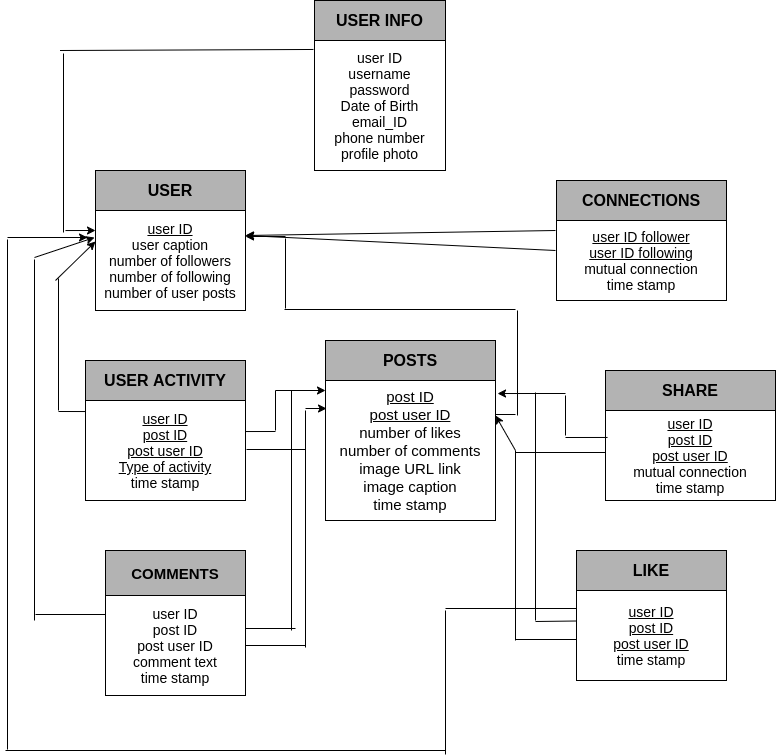 USER INFO
user ID
username
password
Date of Birth
email_ID
phone number
profile photo
USER
user ID
user caption
number of followers
number of following
number of user posts
CONNECTIONS
user ID follower
user ID following
mutual connection
time stamp
USER ACTIVITY
user ID
post ID
post user ID
Type of activity
time stamp
POSTS
post ID
post user ID
number of likes
number of comments
image URL link
image caption
time stamp
SHARE
user ID
post ID
post user ID
mutual connection
time stamp
COMMENTS
user ID
post ID
post user ID
comment text
time stamp
LIKE
user ID
post ID
post user ID
time stamp